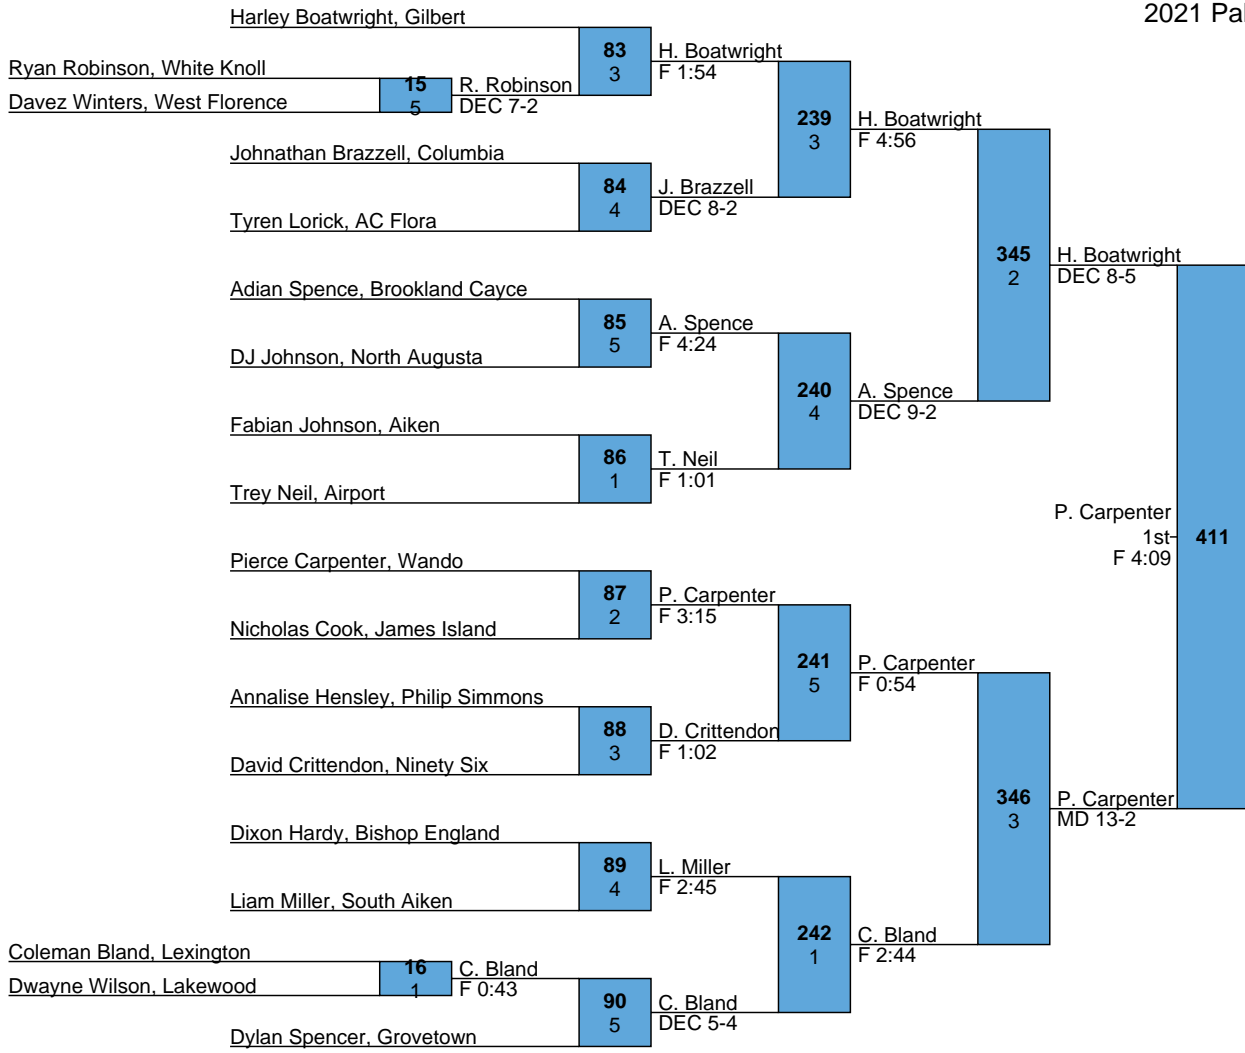 2021 Pal
Harley Boatwright, Gilbert
83
3
H. Boatwright
F 1:54
Ryan Robinson, White Knoll
15
5
R. Robinson
DEC 7-2
Davez Winters, West Florence
239
3
H. Boatwright
F 4:56
Johnathan Brazzell, Columbia
84
4
J. Brazzell
DEC 8-2
Tyren Lorick, AC Flora
345
2
H. Boatwright
DEC 8-5
Adian Spence, Brookland Cayce
85
5
A. Spence
F 4:24
DJ Johnson, North Augusta
240
4
A. Spence
DEC 9-2
Fabian Johnson, Aiken
86
1
T. Neil
F 1:01
Trey Neil, Airport
P. Carpenter
1st
F 4:09
411
Pierce Carpenter, Wando
87
2
P. Carpenter
F 3:15
Nicholas Cook, James Island
241
5
P. Carpenter
F 0:54
Annalise Hensley, Philip Simmons
88
3
D. Crittendon
F 1:02
David Crittendon, Ninety Six
346
3
P. Carpenter
MD 13-2
Dixon Hardy, Bishop England
89
4
L. Miller
F 2:45
Liam Miller, South Aiken
242
1
C. Bland
F 2:44
Coleman Bland, Lexington
16
1
C. Bland
F 0:43
Dwayne Wilson, Lakewood
90
5
C. Bland
DEC 5-4
Dylan Spencer, Grovetown